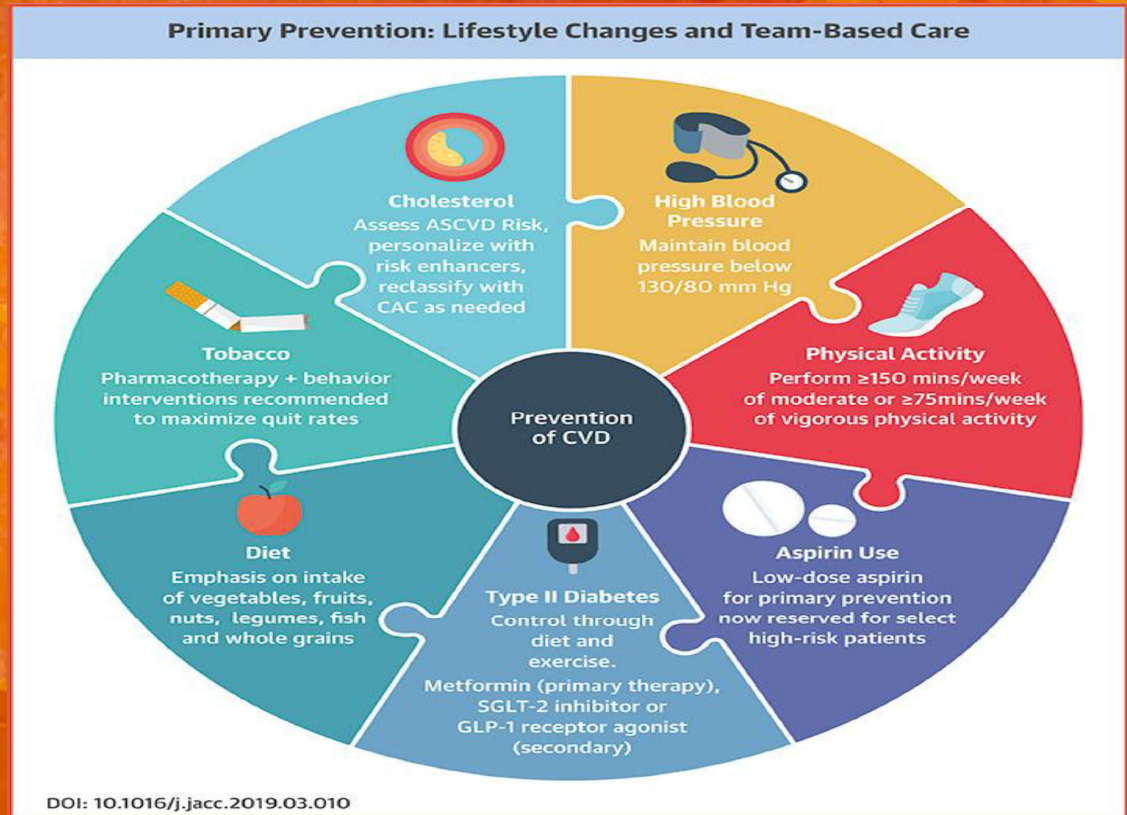 Primary Prevention: Lifestyle Changes and Team-Based Care
Cholesterol
Assess ASCVD Risk,
personalize with
risk enhancers,
reclassify with
CAC as needed
High Blood
Pressure
Maintain blood
pressure below
130/80 mm Hg
Physical Activity
Perform ≥150 mins/week
of moderate or ≥75mins/week
of vigorous physical activity
Aspirin Use
Low-dose aspirin
for primary prevention
now reserved for select
high-risk patients
Type II Diabetes
Control through
diet and
exercise.
Metformin (primary therapy),
SGLT-2 inhibitor or
GLP-1 receptor agonist
(secondary)
Diet
Emphasis on intake
of vegetables, fruits,
nuts, legumes, fish
and whole grains
Tobacco
Pharmacotherapy + behavior
interventions recommended
to maximize quit rates
Prevention
of CVD
DOI: 10.1016/j.jacc.2019.03.010